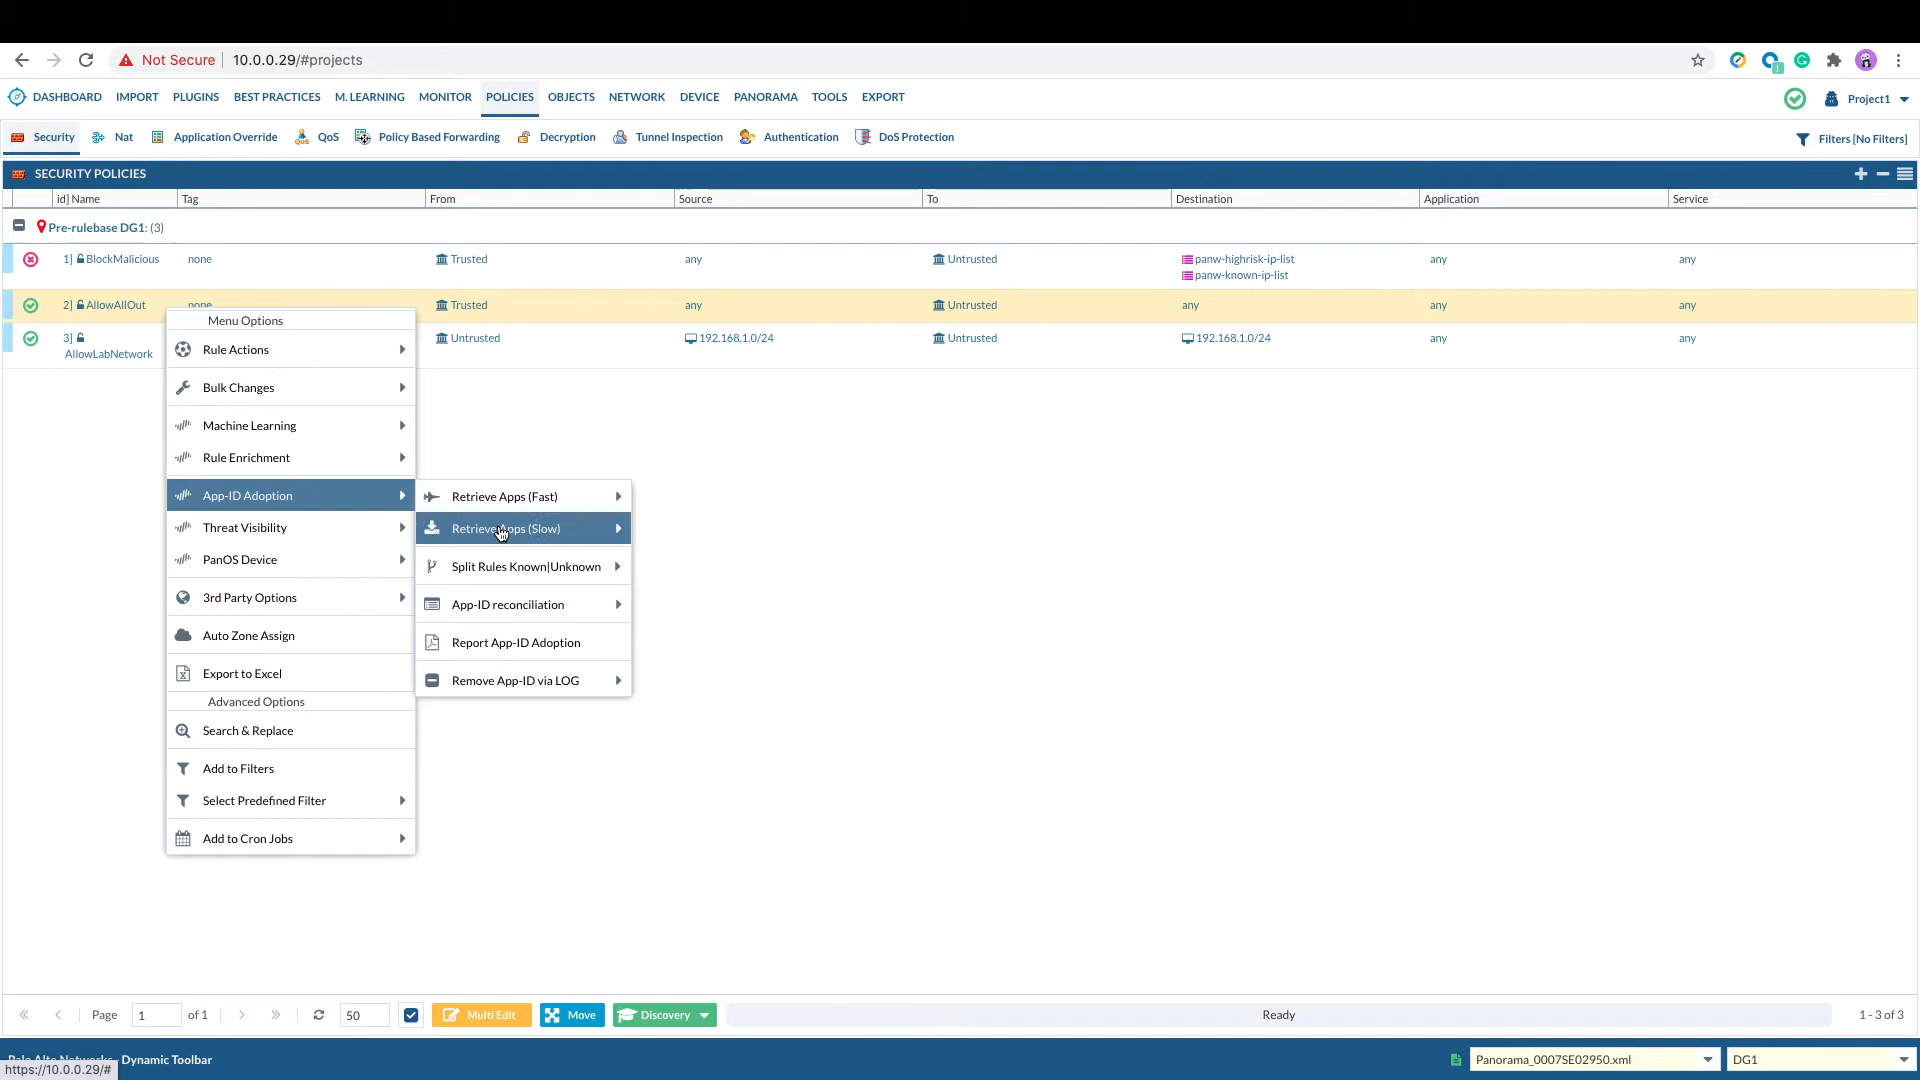 Not Secure 10.0.0.29/#projects
DASHBOARD IMPORT PLUGINS BEST PRACTICES M. LEARNING MONITOR POLICIES OBJECTS NETWORK DEVICE PANORAMA TOOLS EXPORT Project1
Security Nat Application Override QoS Policy Based Forwarding Decryption Tunnel Inspection Authentication DoS Protection Filters [No Filters]
SECURITY POLICIES
id] Name Tag From Source To Destination Application Service
Pre-rulebase DG1: (3)
1] BlockMalicious none Trusted any Untrusted panw-highrisk-ip-list any any
panw-known-ip-list
2] AllowAllOut none Trusted any Untrusted any any any
3] Untrusted 192.168.1.0/24 Untrusted 192.168.1.0/24 any any
AllowLabNetwork
Menu Options
Rule Actions
Bulk Changes
Machine Learning
Rule Enrichment
App-ID Adoption
Threat Visibility
PanOS Device
3rd Party Options
Auto Zone Assign
Export to Excel
Advanced Options
Search & Replace
Add to Filters
Select Predefined Filter
Add to Cron Jobs
Retrieve Apps (Fast)
Retrieve Apps (Slow)
Split Rules Known|Unknown
App-ID reconciliation
Report App-ID Adoption
Remove App-ID via LOG
Page 1 of 1 50 Multi Edit Move Discovery Ready 1 - 3 of 3
Palo Alto Networks - Dynamic Toolbar Panorama_0007SE02950.xml DG1
https://10.0.0.29/#